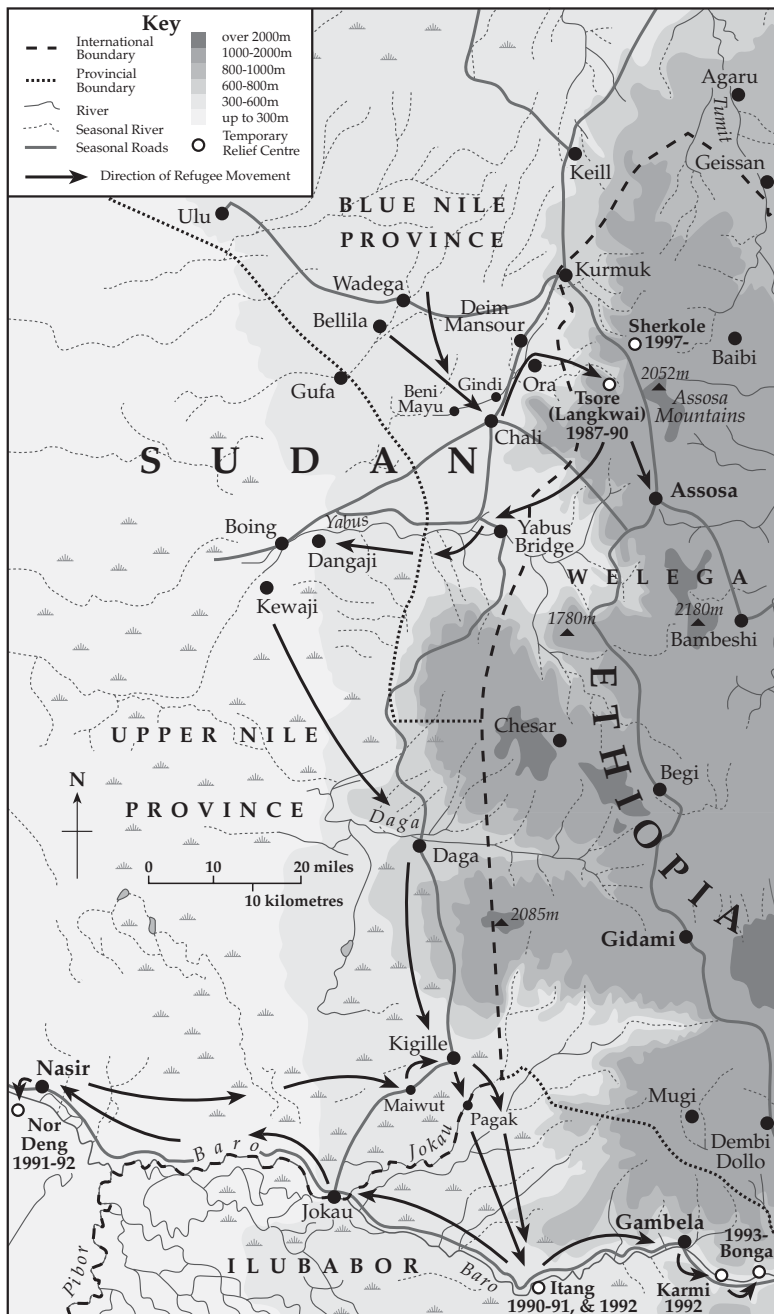 Key
International
Boundary
Provincial
Boundary
River
Seasonal River
Seasonal Roads
over 2000m
1000-2000m
800-1000m
600-800m
300-600m
up to 300m
Temporary
Relief Centre
Direction of Refugee Movement
Agaru
Tumit
Geissan
Keill
Ulu
BLUE NILE
PROVINCE
Kurmuk
Wadega
Bellila
Deim
Mansour
Sherkole
1997-
Baibi
Gufa
Beni
Mayu
Gindi
Ora
2052m
Assosa
Mountains
Tsore
(Langkwai)
1987-90
Chali
SUDAN
Assosa
Boing
Yabus
Dangaji
Yabus
Bridge
WELEGA
Kewaji
1780m
2180m
Bambeshi
ETHIOPIA
UPPER NILE
PROVINCE
Chesar
Begi
N
Daga
Daga
0 10 20 miles
10 kilometres
2085m
Gidami
Kigille
Nasir
Maiwut
Pagak
Mugi
Nor
Deng
1991-92
Jokau
Dembi
Dollo
Baro
Jokau
Gambela
1993-
Bonga
Pibor
ILUBABOR
Baro
Itang
1990-91, & 1992
Karmi
1992